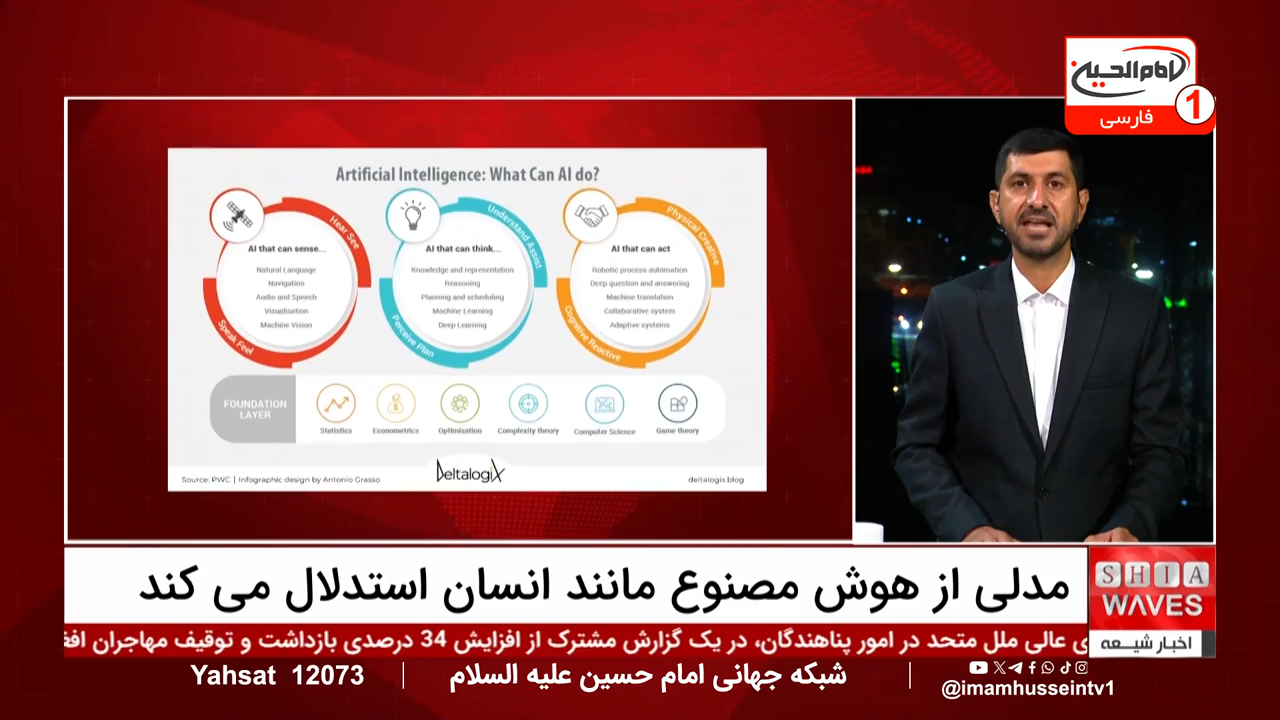 امام الحسین
1
فارسی
Artificial Intelligence: What Can AI do?
Hear See
AI that can sense...
Natural Language
Navigation
Audio and Speech
Visualisation
Machine Vision
Speak Feel
Understand Assist
AI that can think...
Knowledge and representation
Reasoning
Planning and scheduling
Machine Learning
Deep Learning
Perceive Plan
Physical Creative
AI that can act
Robotic process automation
Deep question and answering
Machine translation
Collaborative system
Adaptive systems
Cognitive Reactive
FOUNDATION
LAYER
Statistics
Econometrics
Optimisation
Complexity theory
Computer Science
Game theory
Source: PWC | Infographic design by Antonio Grasso
DeltalogiX
deltalogix.blog
مدلی از هوش مصنوع مانند انسان استدلال می کند
SHIA
WAVES
اخبار شیعه
ی عالی ملل متحد در امور پناهندگان، در یک گزارش مشترک از افزایش 34 درصدی بازداشت و توقیف مهاجران افغ
Yahsat 12073
شبکه جهانی امام حسین علیه السلام
@imamhusseintv1